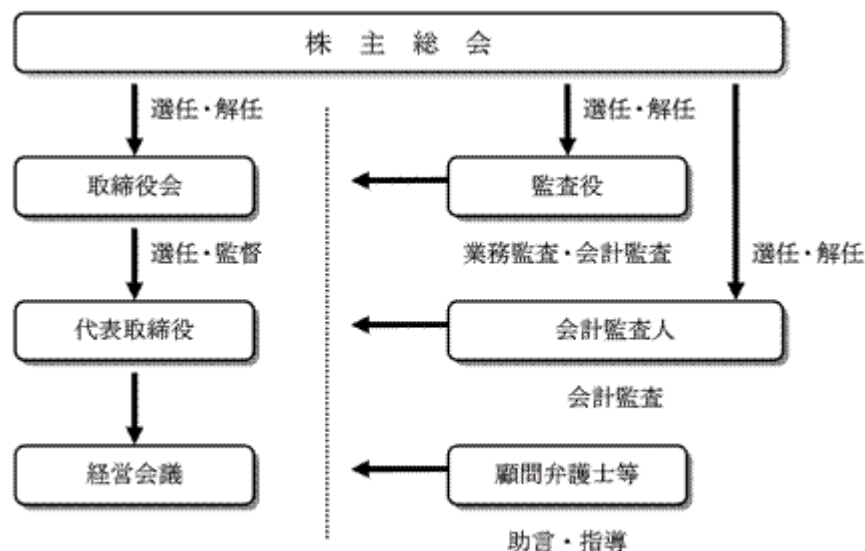 株主総会
選任・解任
選任・解任
取締役会
監査役
選任・監督
業務監査・会計監査
選任・解任
代表取締役
会計監査人
会計監査
経営会議
顧問弁護士等
助言・指導